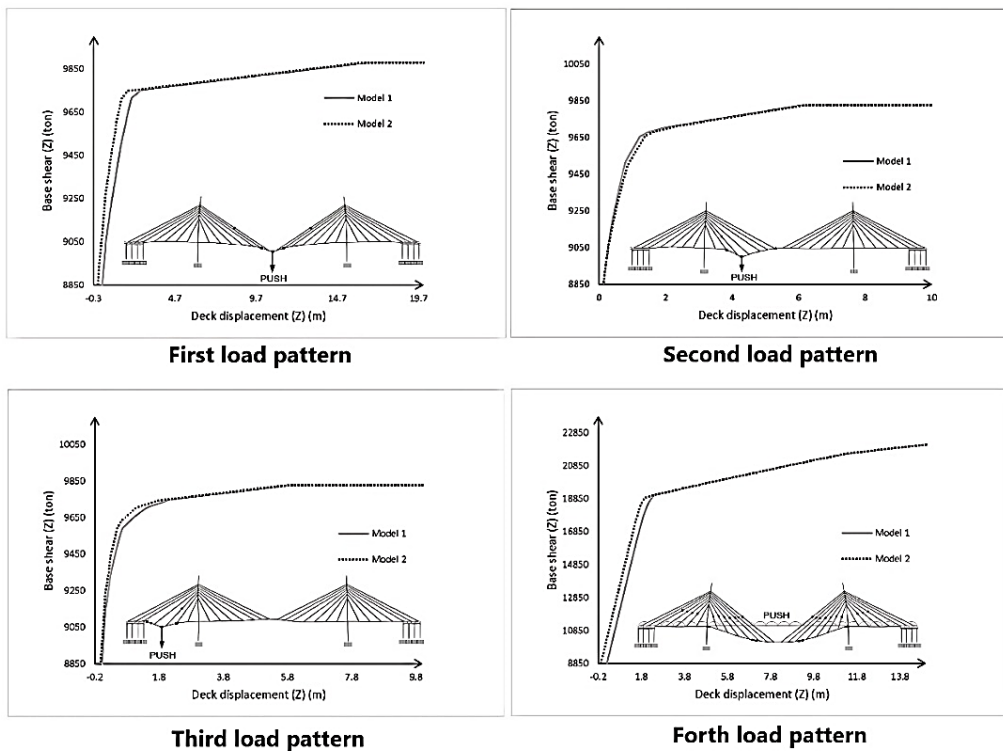 Base shear (Z) (ton)
9850
9650
9450
9250
9050
8850
Model 1
Model 2
PUSH
-0.3 4.7 9.7 14.7 19.7
Deck displacement (Z) (m)
First load pattern
Base shear (Z) (ton)
10050
9850
9650
9450
9250
9050
8850
Model 1
Model 2
PUSH
0 2 4 6 8 10
Deck displacement (Z) (m)
Second load pattern
Base shear (Z) (ton)
10050
9850
9650
9450
9250
9050
8850
Model 1
Model 2
PUSH
-0.2 1.8 3.8 5.8 7.8 9.8
Deck displacement (Z) (m)
Third load pattern
Base shear (Z) (ton)
22850
20850
18850
16850
14850
12850
10850
8850
Model 1
Model 2
PUSH
-0.2 1.8 3.8 5.8 7.8 9.8 11.8 13.8
Deck displacement (Z) (m)
Forth load pattern